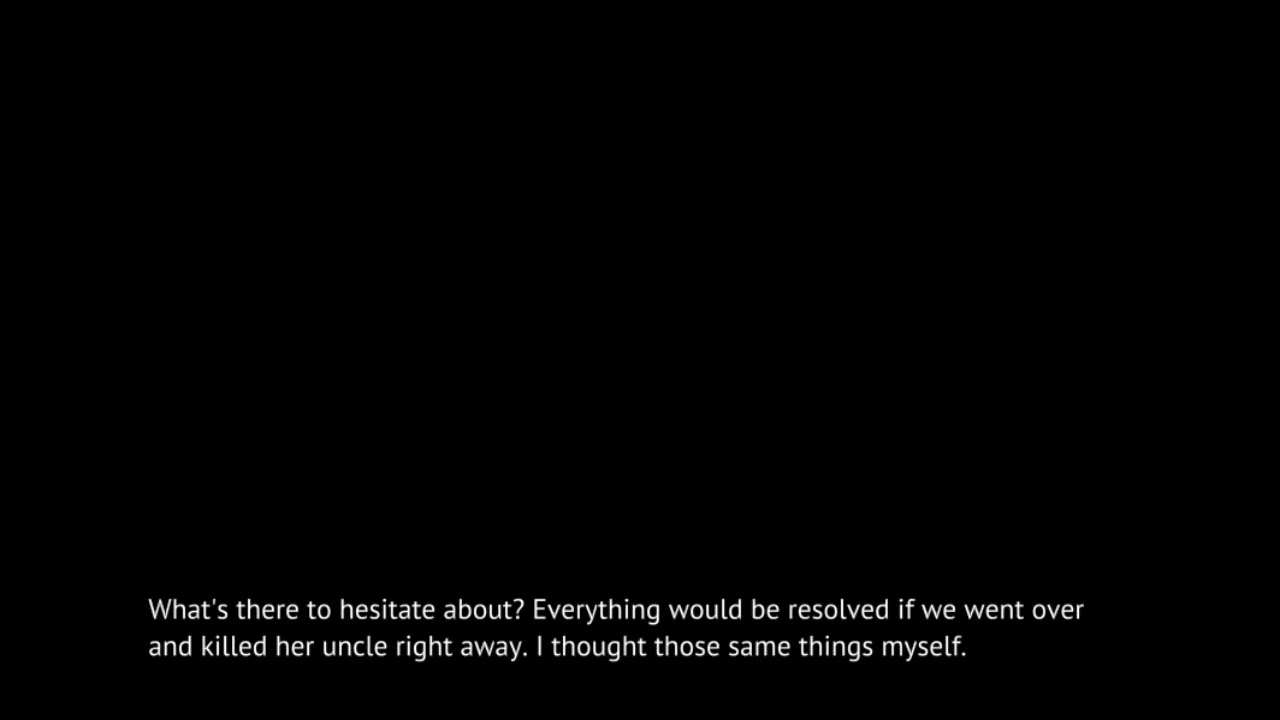 What's there to hesitate about? Everything would be resolved if we went over
and killed her uncle right away. I thought those same things myself.